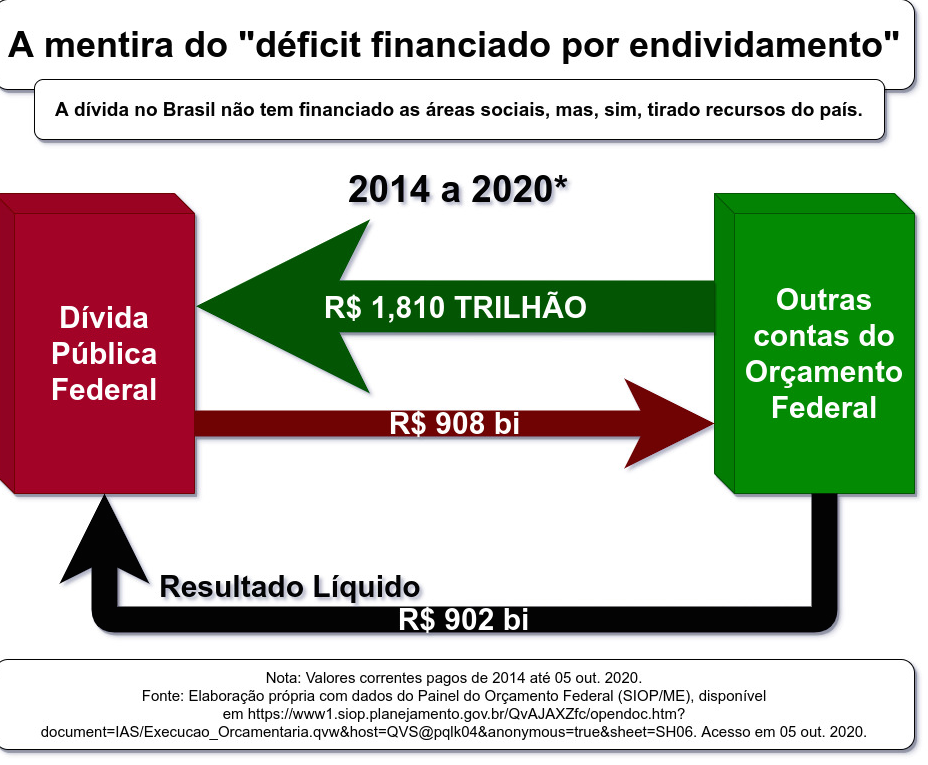 A mentira do "déficit financiado por endividamento"
A dívida no Brasil não tem financiado as áreas sociais, mas, sim, tirado recursos do país.
2014 a 2020*
R$ 1,810 TRILHÃO
Dívida
Pública
Federal
Outras
contas do
Orçamento
Federal
R$ 908 bi
Resultado Líquido
R$ 902 bi
Nota: Valores correntes pagos de 2014 até 05 out. 2020.
Fonte: Elaboração própria com dados do Painel do Orçamento Federal (SIOP/ME), disponível
em https://www1.siop.planejamento.gov.br/QvAJAXZfc/opendoc.htm?
document=IAS/Execucao_Orcamentaria.qvw&host=QVS@pqlk04&anonymous=true&sheet=SH06. Acesso em 05 out. 2020.